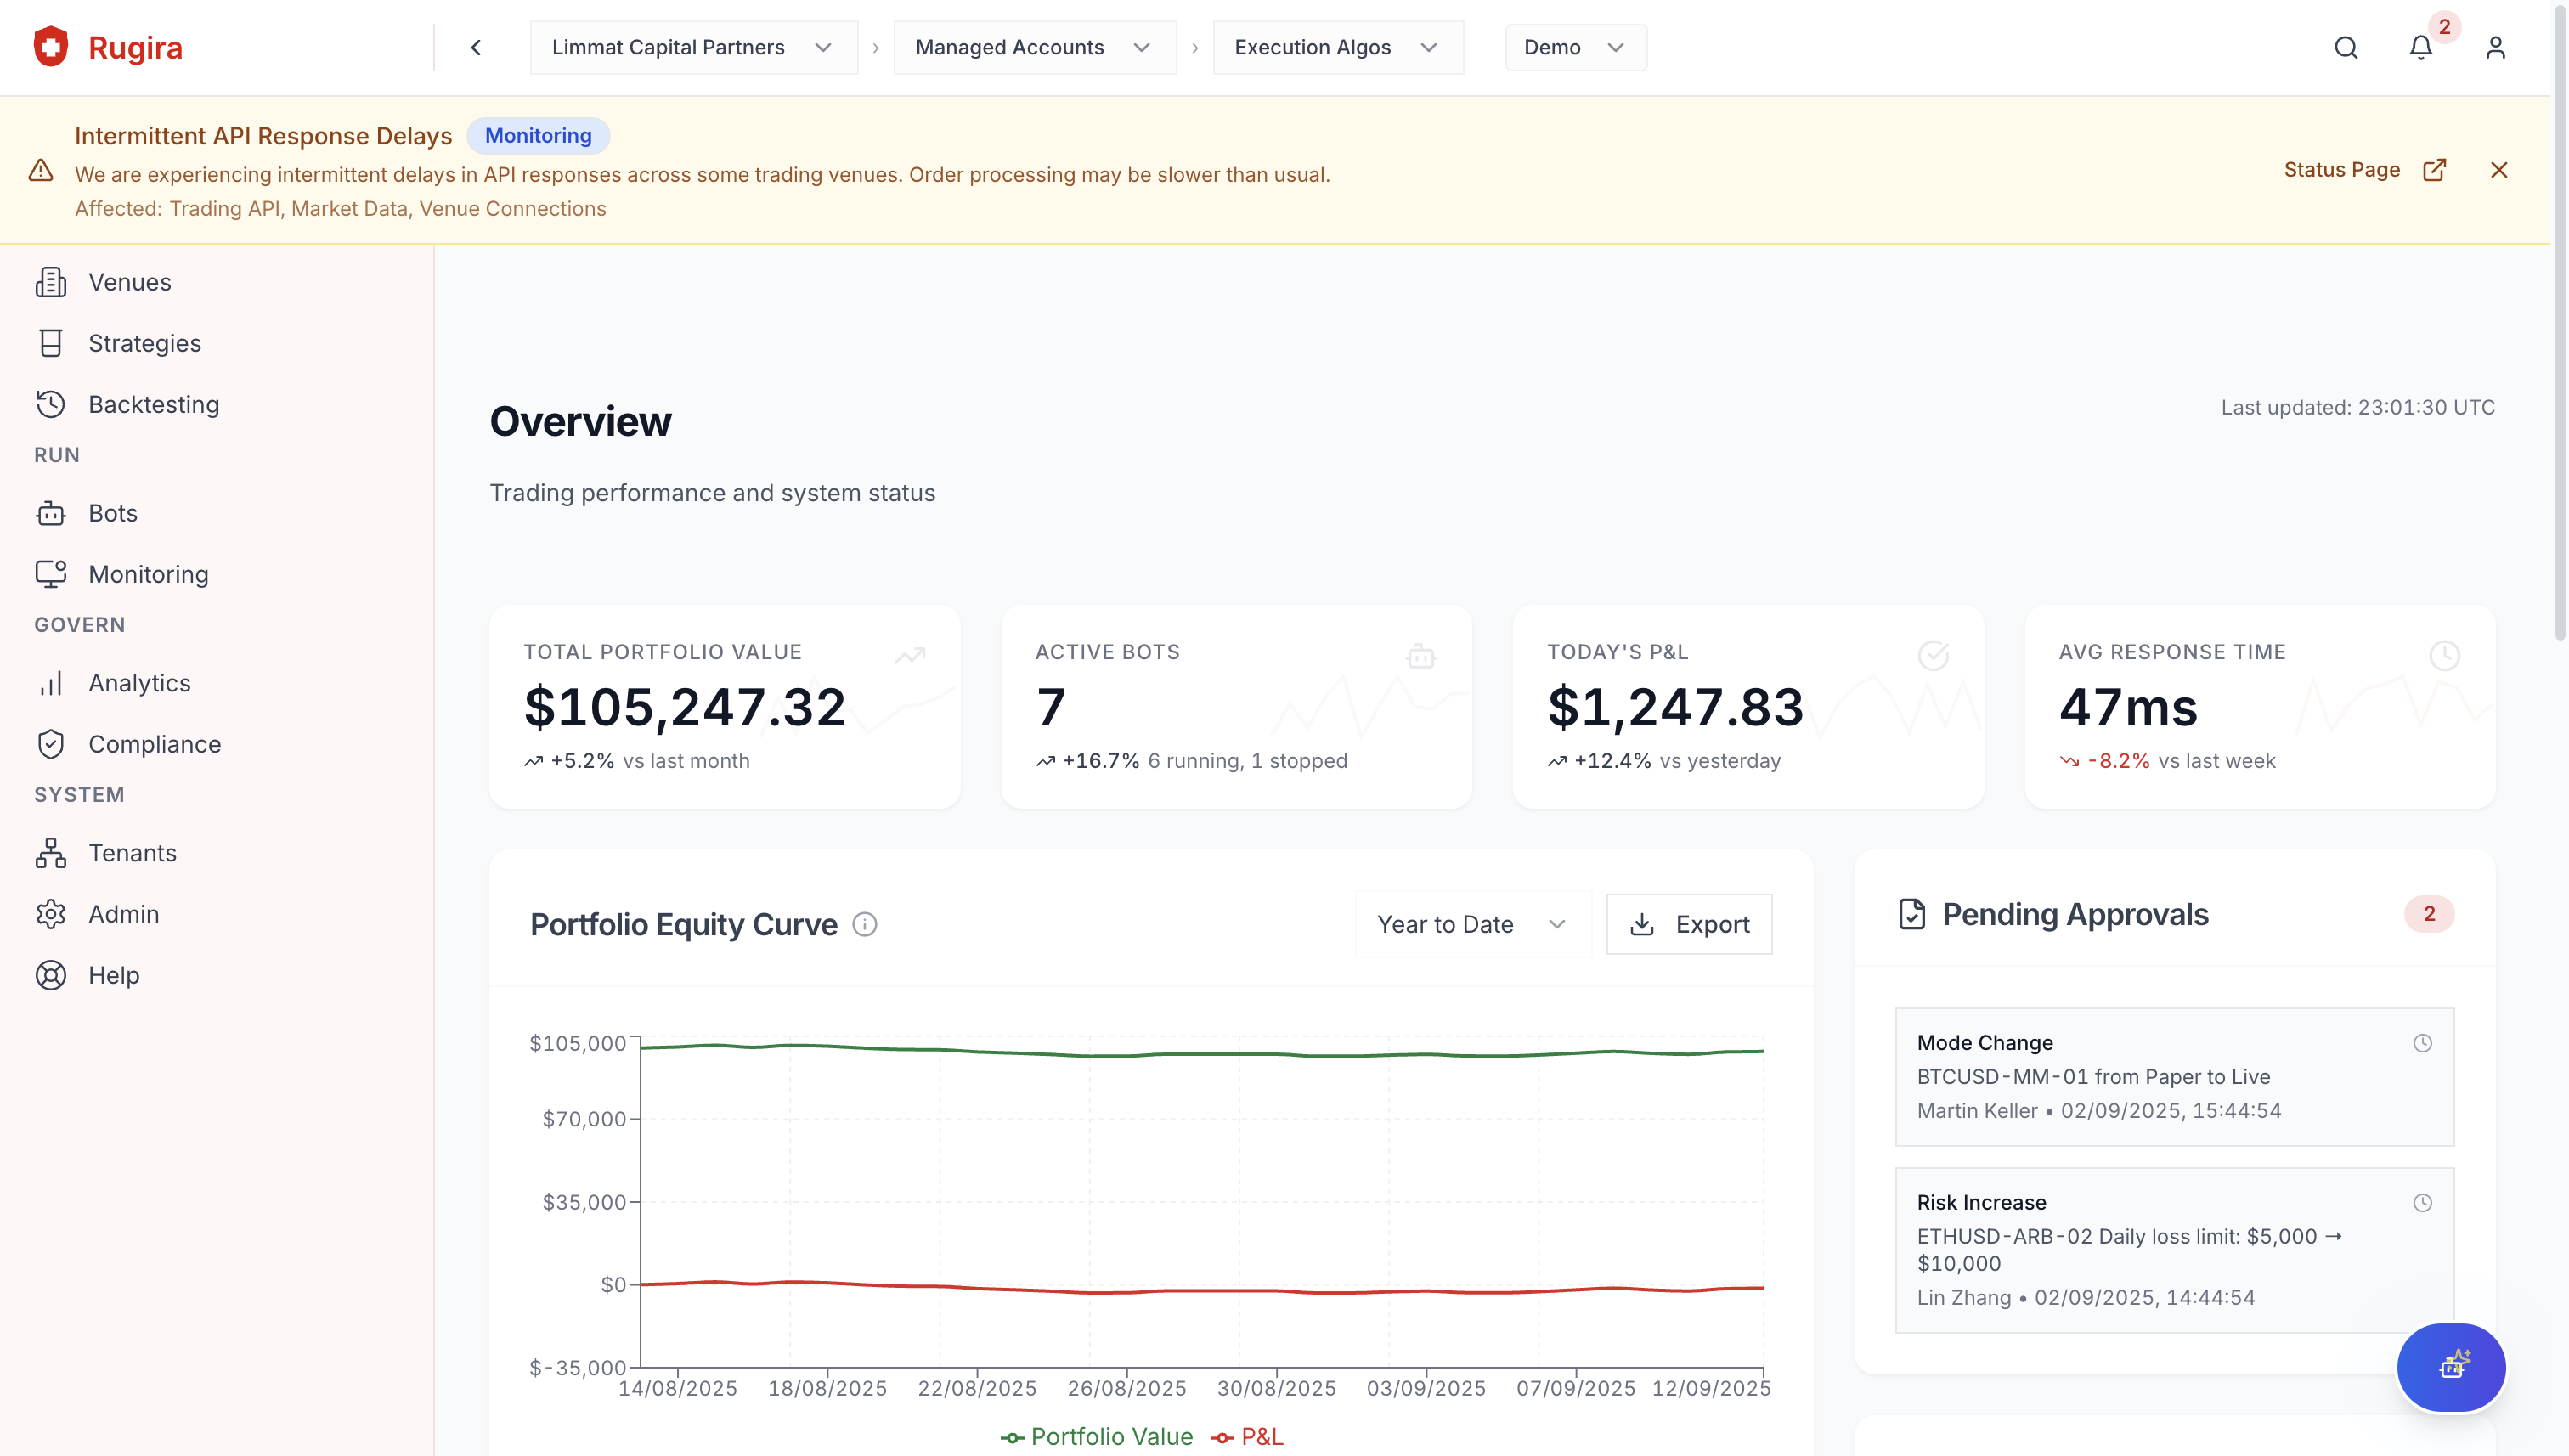 Rugira
Limmat Capital Partners › Managed Accounts › Execution Algos Demo
2
Intermittent API Response Delays Monitoring
We are experiencing intermittent delays in API responses across some trading venues. Order processing may be slower than usual.
Affected: Trading API, Market Data, Venue Connections
Status Page
Venues
Strategies
Backtesting
RUN
Bots
Monitoring
GOVERN
Analytics
Compliance
SYSTEM
Tenants
Admin
Help
Overview
Last updated: 23:01:30 UTC
Trading performance and system status
TOTAL PORTFOLIO VALUE
$105,247.32
+5.2% vs last month
ACTIVE BOTS
7
+16.7% 6 running, 1 stopped
TODAY'S P&L
$1,247.83
+12.4% vs yesterday
AVG RESPONSE TIME
47ms
-8.2% vs last week
Portfolio Equity Curve
Year to Date
Export
$105,000
$70,000
$35,000
$0
$-35,000
14/08/2025 18/08/2025 22/08/2025 26/08/2025 30/08/2025 03/09/2025 07/09/2025 12/09/2025
Portfolio Value P&L
Pending Approvals
2
Mode Change
BTCUSD-MM-01 from Paper to Live
Martin Keller • 02/09/2025, 15:44:54
Risk Increase
ETHUSD-ARB-02 Daily loss limit: $5,000 →
$10,000
Lin Zhang • 02/09/2025, 14:44:54